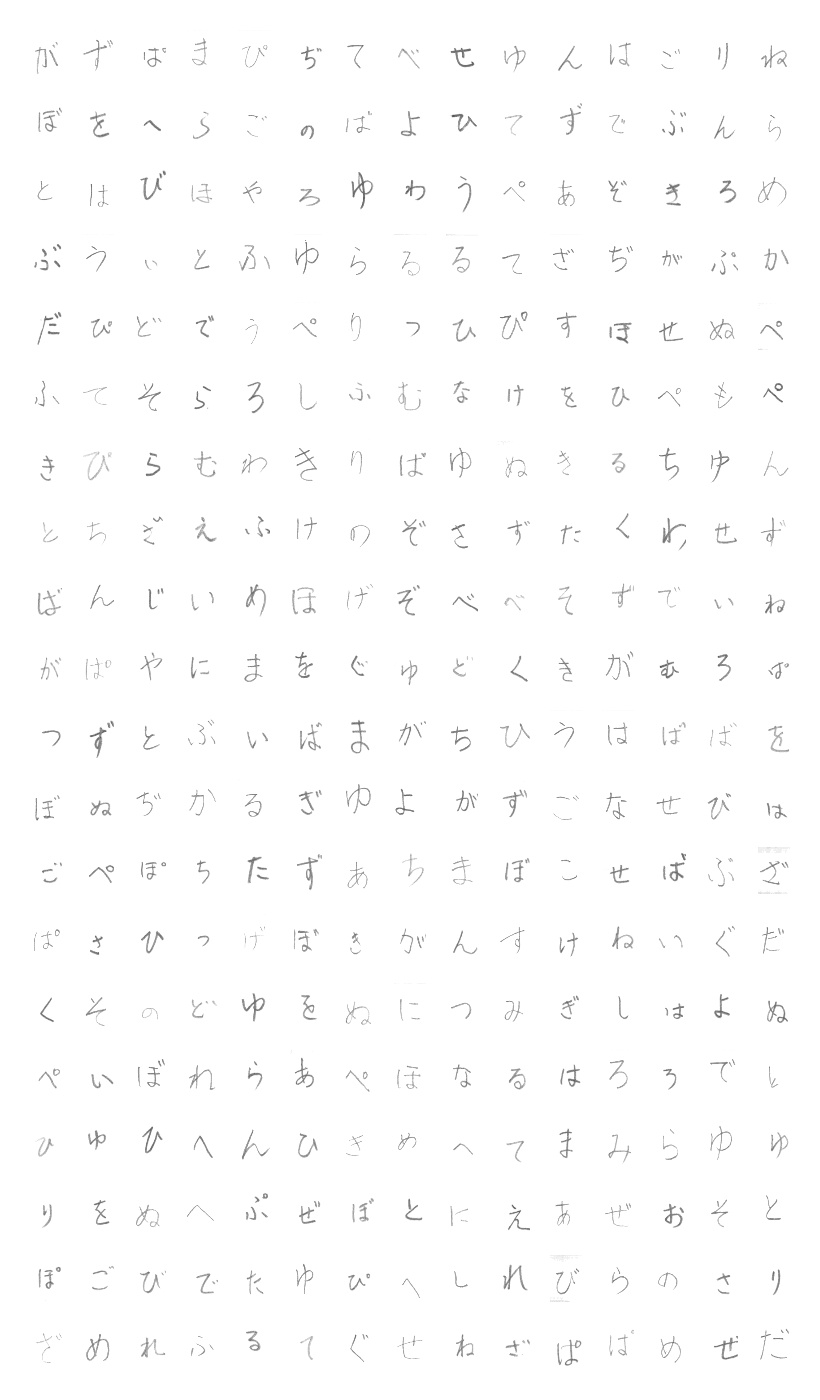 がずぱまぴぢてべせゆんはごりね
ぼをへらごのばよひてずでぶんら
とはびほやろゆわうぺあぞきろめ
ぶうぃとふゆらるるてざぢがぷか
だぴどでぅぺりっひぴすほせぬぺ
ふてそらろしふむなけをひぺもぺ
きぴらむわきりばゆぬきるちゆん
とちざえふけのぞさずたくわせず
ばんじいめほげぞべべそずでぃね
がぱやにまをぐゅどくきがむろぱ
つずとぶいばまがちひうはばばを
ぼぬぢかるぎゆよがずごなせびは
ごぺぽちたずあちまぼこせばぶざ
ぱさひっげぼきがんすけねいぐだ
くそのどゆをぬにつみぎしはよぬ
ぺいぼれらあぺほなるはろろでと
ひゆひへんひきめへてまみらゆゅ
りをぬへぷぜぼとにえあぜおそと
ぽごびでたゆぴへしれびらのさり
ざめれふるてぐせねざぱぱめぜだ